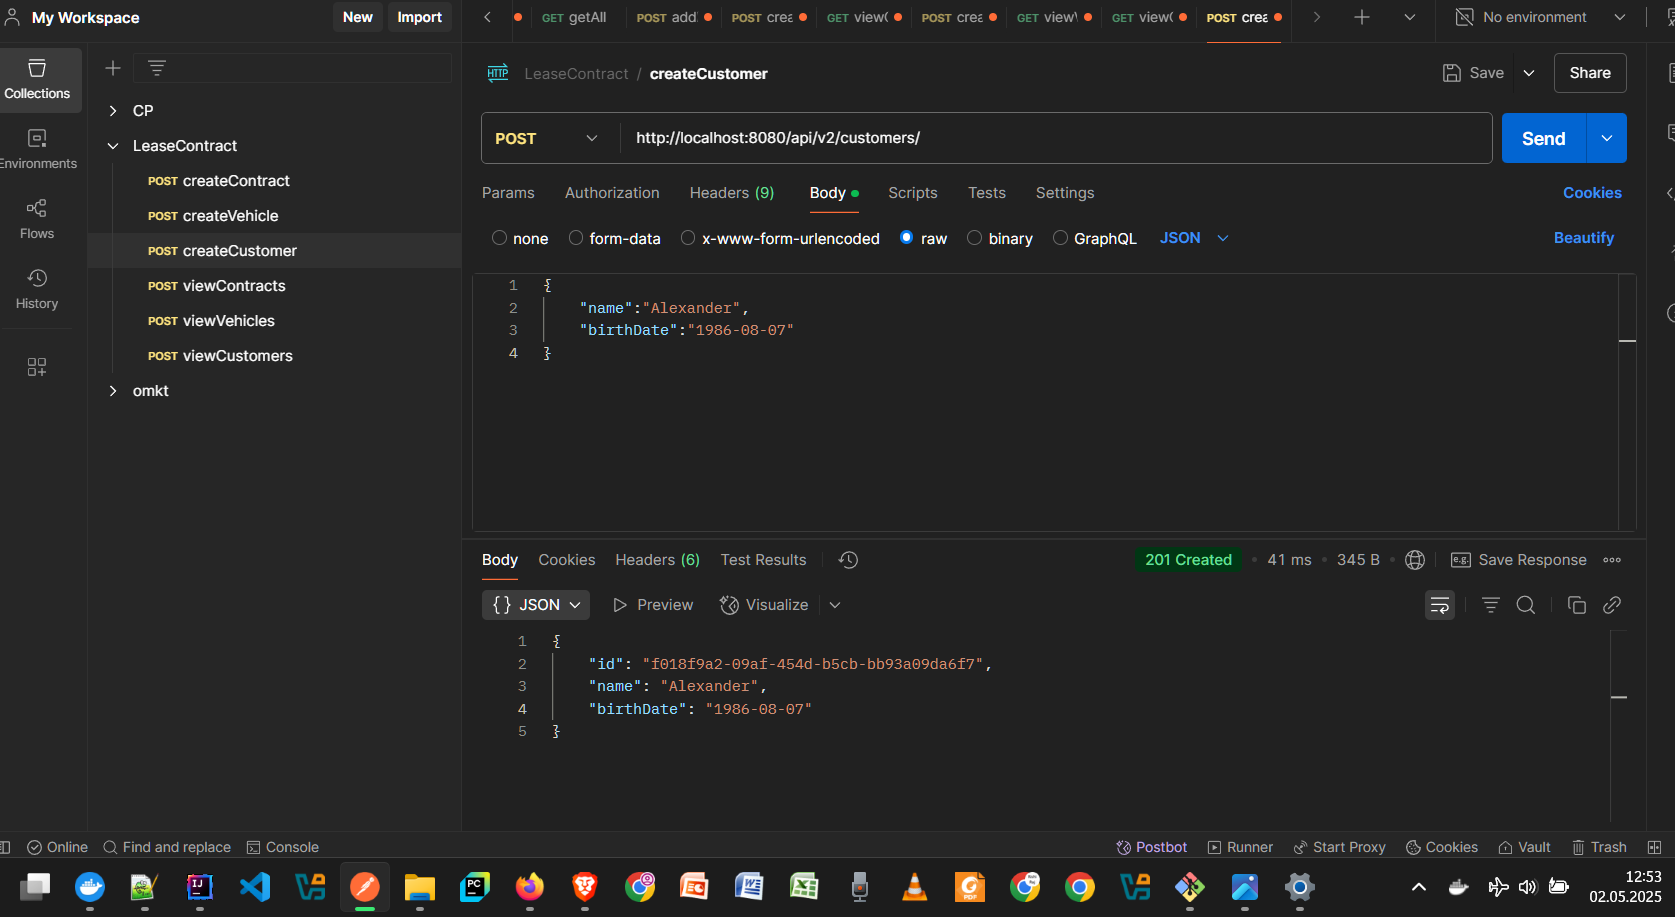 My Workspace New Import
GET getAll POST add POST crea GET view POST crea GET view GET view POST crea No environment
Collections
Environments
Flows
History
CP
LeaseContract
POST createContract
POST createVehicle
POST createCustomer
POST viewContracts
POST viewVehicles
POST viewCustomers
omkt
HTTP LeaseContract / createCustomer Save Share
POST http://localhost:8080/api/v2/customers/ Send
Params Authorization Headers (9) Body Scripts Tests Settings Cookies
none form-data x-www-form-urlencoded raw binary GraphQL JSON Beautify
1 {
2 "name":"Alexander",
3 "birthDate":"1986-08-07"
4 }
Body Cookies Headers (6) Test Results 201 Created • 41 ms • 345 B • e.g. Save Response
{} JSON Preview Visualize
1 {
2 "id": "f018f9a2-09af-454d-b5cb-bb93a09da6f7",
3 "name": "Alexander",
4 "birthDate": "1986-08-07"
5 }
Online Find and replace Console Postbot Runner Start Proxy Cookies Vault Trash
12:53
02.05.2025